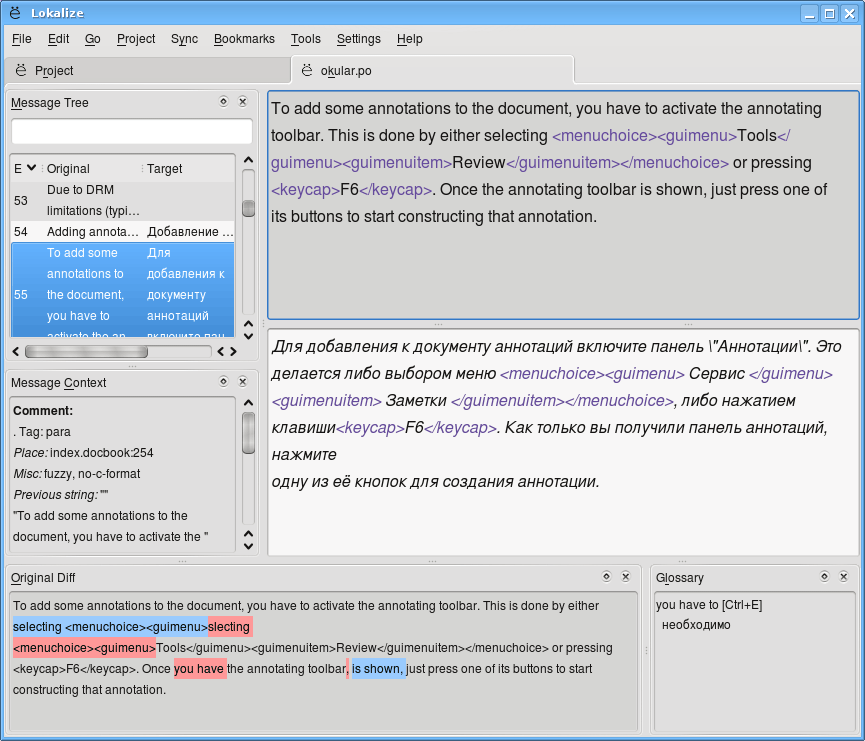 Lokalize
File Edit Go Project Sync Bookmarks Tools Settings Help
Project
okular.po
Message Tree
E Original Target
53 Due to DRM
limitations (typi…
54 Adding annota… Добавление …
55
To add some
annotations to
the document,
you have to
activate the an
Для
добавления к
документу
аннотаций
включите пан
Message Context
Comment:
. Tag: para
Place: index.docbook:254
Misc: fuzzy, no-c-format
Previous string: ""
"To add some annotations to the
document, you have to activate the "
To add some annotations to the document, you have to activate the annotating
toolbar. This is done by either selecting <menuchoice><guimenu>Tools</
guimenu><guimenuitem>Review</guimenuitem></menuchoice> or pressing
<keycap>F6</keycap>. Once the annotating toolbar is shown, just press one of
its buttons to start constructing that annotation.
Для добавления к документу аннотаций включите панель \"Аннотации\". Это
делается либо выбором меню <menuchoice><guimenu> Сервис </guimenu>
<guimenuitem> Заметки </guimenuitem></menuchoice>, либо нажатием
клавиши<keycap>F6</keycap>. Как только вы получили панель аннотаций,
нажмите
одну из её кнопок для создания аннотации.
Original Diff
To add some annotations to the document, you have to activate the annotating toolbar. This is done by either
selecting <menuchoice><guimenu>slecting
<menuchoice><guimenu>Tools</guimenu><guimenuitem>Review</guimenuitem></menuchoice> or pressing
<keycap>F6</keycap>. Once you have the annotating toolbar, is shown, just press one of its buttons to start
constructing that annotation.
Glossary
you have to [Ctrl+E]
необходимо